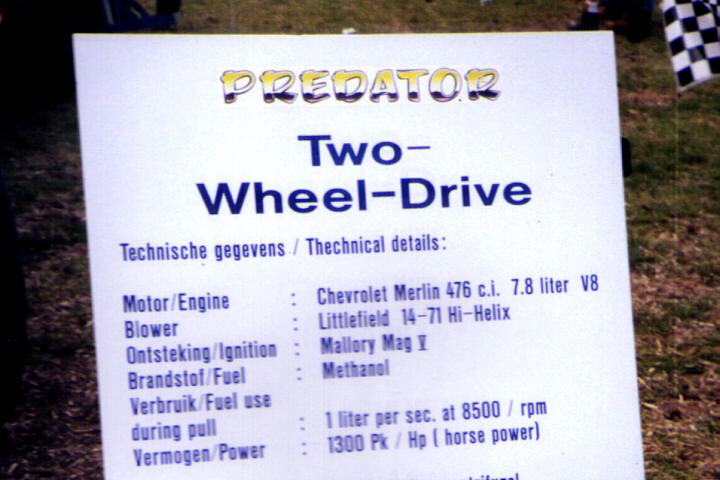 PREDATOR
Two-
Wheel-Drive
Technische gegevens / Thechnical details:
Motor/Engine : Chevrolet Merlin 476 c.i. 7.8 liter V8
Blower : Littlefield 14-71 Hi-Helix
Ontsteking/Ignition : Mallory Mag V
Brandstof/Fuel : Methanol
Verbruik/Fuel use
during pull : 1 liter per sec. at 8500 / rpm
Vermogen/Power : 1300 Pk / Hp ( horse power)